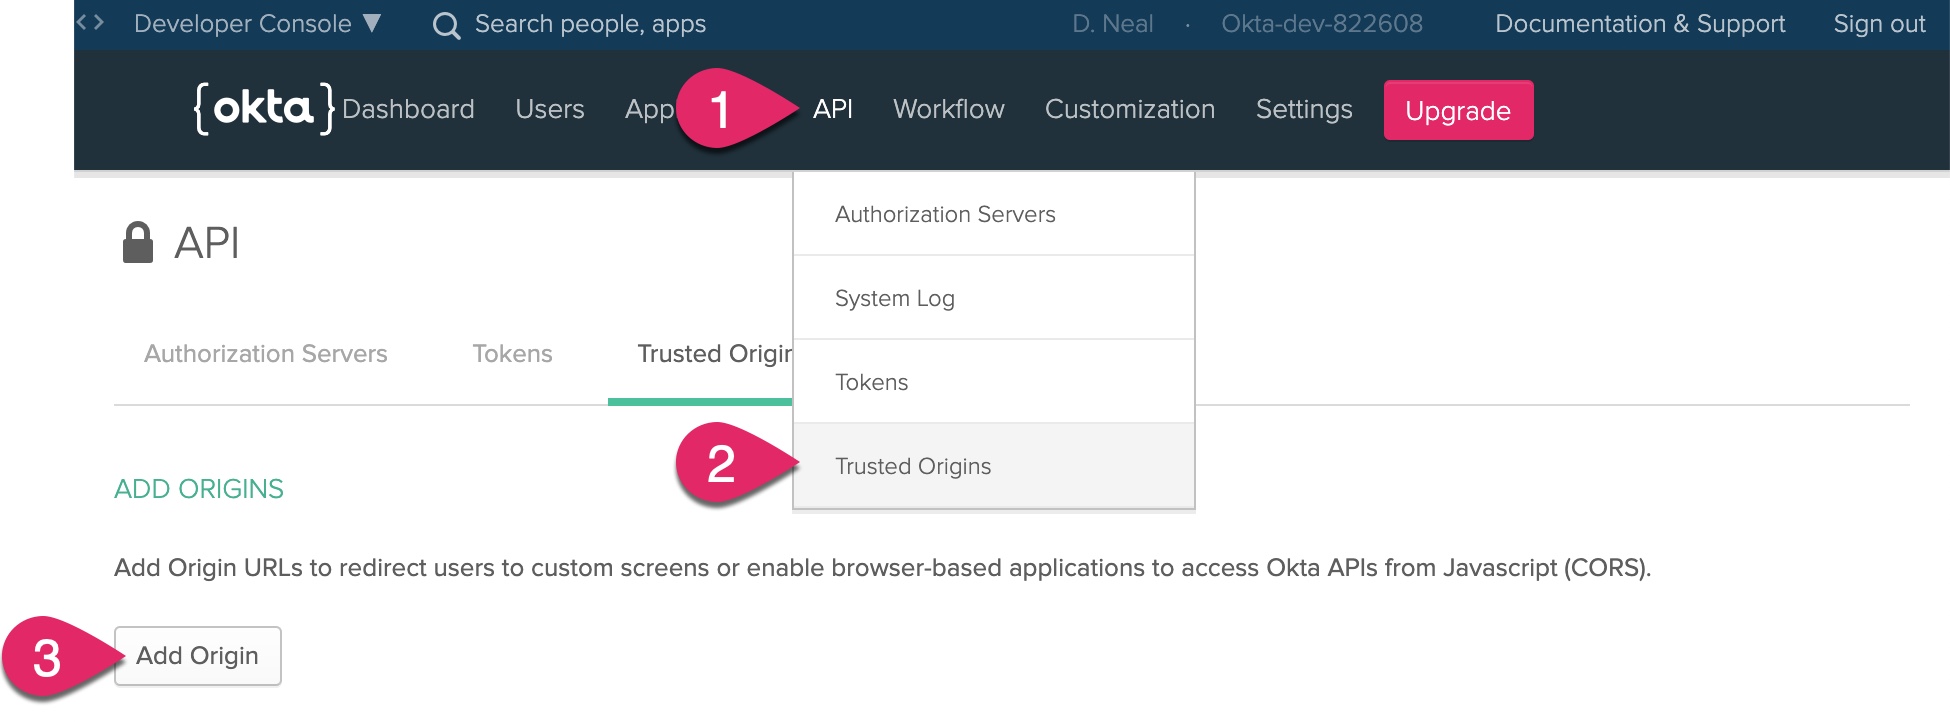 <> Developer Console ▼ Search people, apps D. Neal · Okta-dev-822608 Documentation & Support Sign out
{okta} Dashboard Users App 1 API Workflow Customization Settings Upgrade
Authorization Servers
API
System Log
Authorization Servers Tokens Trusted Origin
Tokens
2 Trusted Origins
ADD ORIGINS
Add Origin URLs to redirect users to custom screens or enable browser-based applications to access Okta APIs from Javascript (CORS).
3 Add Origin